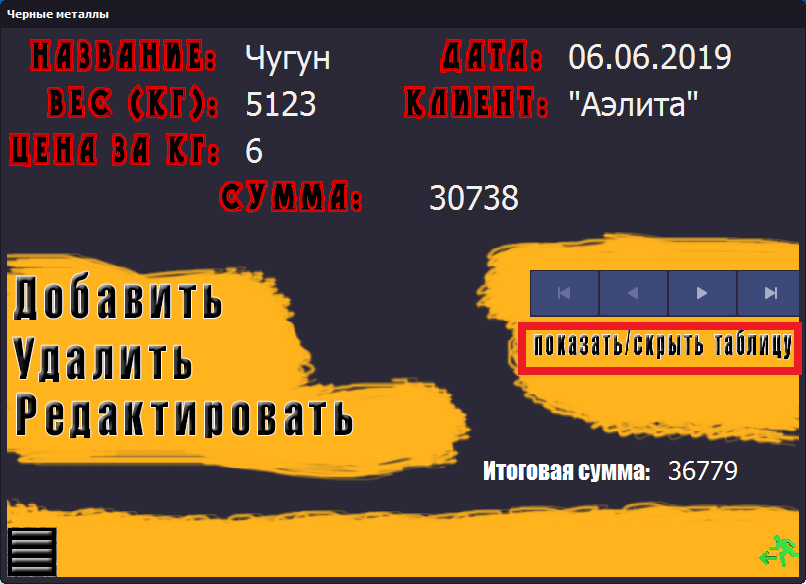 Черные металлы
НАЗВАНИЕ: Чугун ДАТА: 06.06.2019
ВЕС (КГ): 5123 КЛИЕНТ: "Аэлита"
ЦЕНА ЗА КГ: 6
СУММА: 30738
Добавить
Удалить
показать/скрыть таблицу
Редактировать
Итоговая сумма: 36779